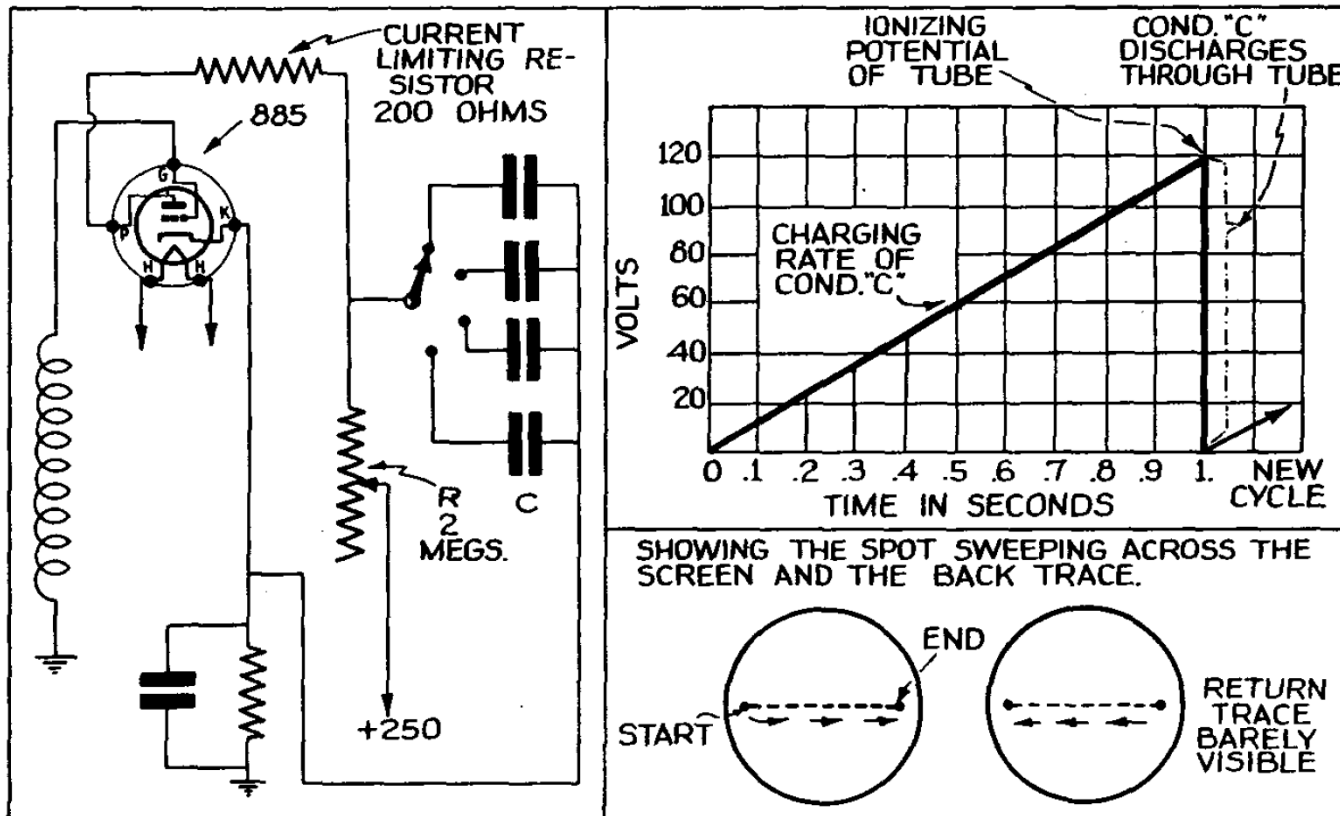 CURRENT
LIMITING RE-
SISTOR
200 OHMS
885
G
P
K
H
H
R
2
MEGS.
C
+250
IONIZING
POTENTIAL
OF TUBE
COND. "C"
DISCHARGES
THROUGH TUBE
VOLTS
120
100
80
60
40
20
CHARGING
RATE OF
COND. "C"
0 .1 .2 .3 .4 .5 .6 .7 .8 .9 1.
TIME IN SECONDS
NEW
CYCLE
SHOWING THE SPOT SWEEPING ACROSS THE
SCREEN AND THE BACK TRACE.
START
END
RETURN
TRACE
BARELY
VISIBLE